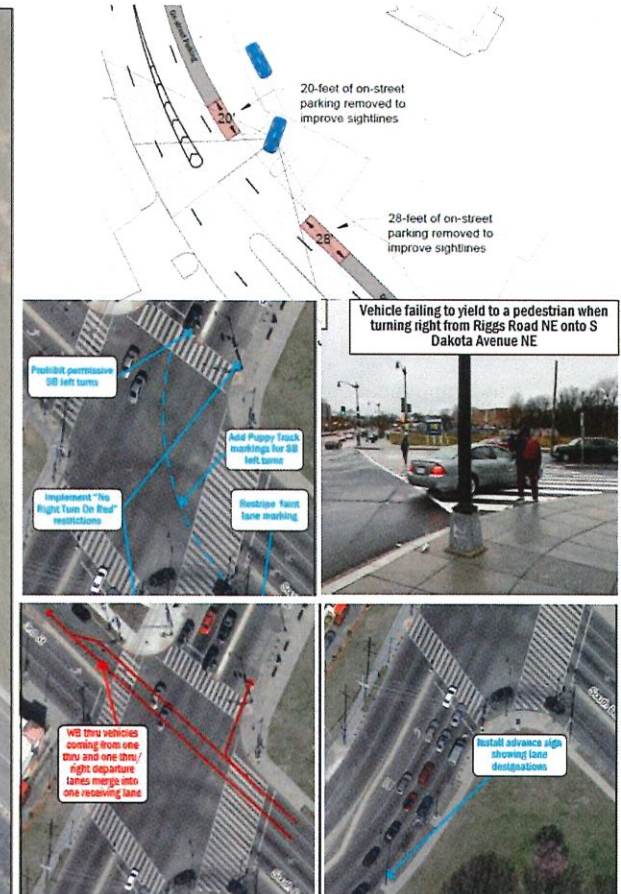 On-street Parking
20'
20-feet of on-street
parking removed to
improve sightlines
28'
28-feet of on-street
parking removed to
improve sightlines
Prohibit permissive
SB left turns
Add Puppy Track
markings for SB
left turns
Implement "No
Right Turn On Red"
restrictions
Restripe faint
lane marking
Vehicle failing to yield to a pedestrian when
turning right from Riggs Road NE onto S
Dakota Avenue NE
WB thru vehicles
coming from one
thru and one thru/
right departure
lanes merge into
one receiving lane
Install advance sign
showing lane
designations